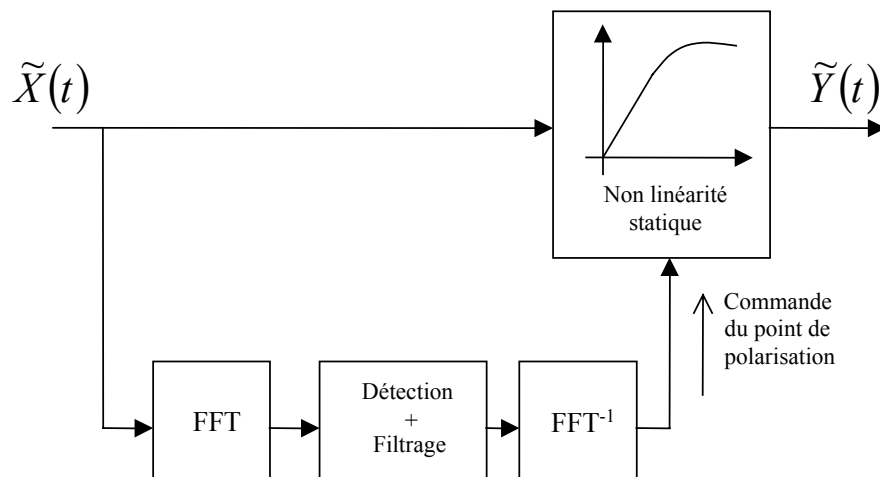 X̃(t)
Ỹ(t)
Non linéarité
statique
Commande
du point de
polarisation
FFT
Détection
+
Filtrage
FFT⁻¹